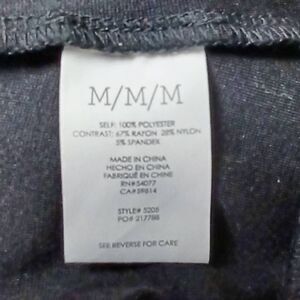 M/M/M
SELF: 100% POLYESTER
CONTRAST: 67% RAYON 28% NYLON
5% SPANDEX
MADE IN CHINA
HECHO EN CHINA
FABRIQUÉ EN CHINE
RN#54077
CA#59814
STYLE# 5205
PO# 217788
SEE REVERSE FOR CARE